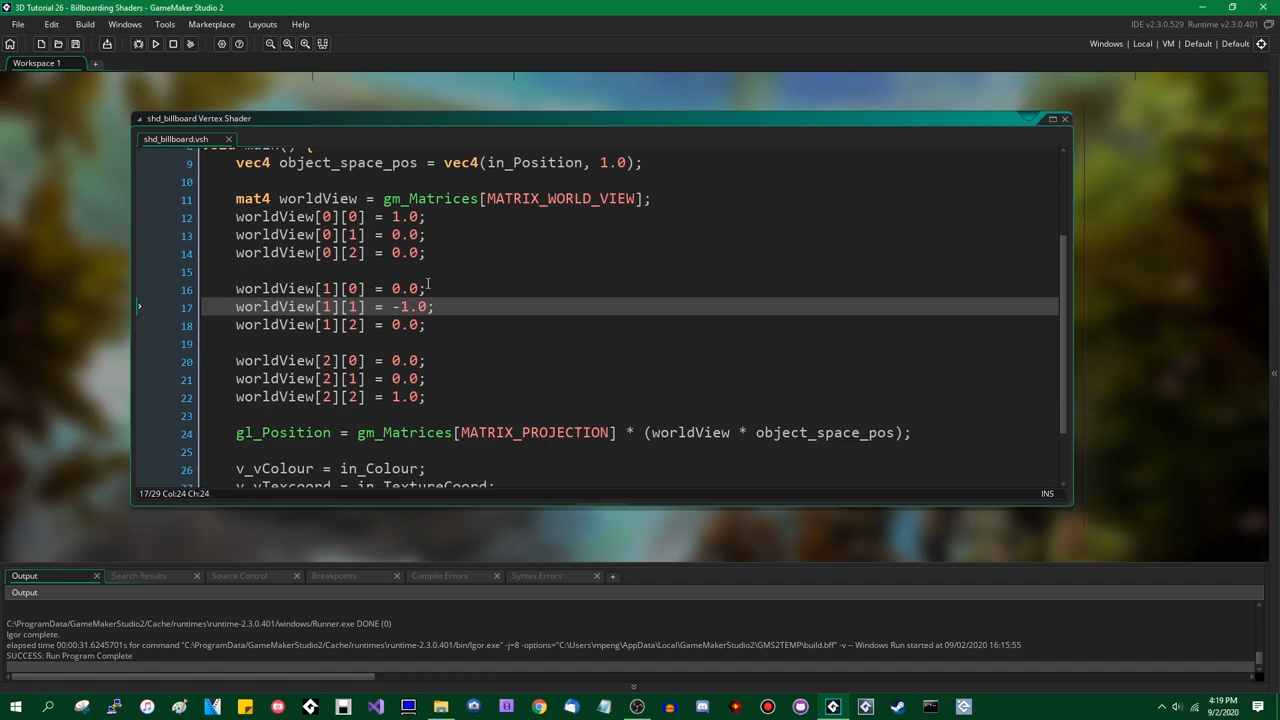 3D Tutorial 26 - Billboarding Shaders - GameMaker Studio 2
File Edit Build Windows Tools Marketplace Layouts Help
IDE v2.3.0.529 Runtime v2.3.0.401
Windows | Local | VM | Default | Default
Workspace 1
shd_billboard Vertex Shader
shd_billboard.vsh
void main() {
9 vec4 object_space_pos = vec4(in_Position, 1.0);
10
11 mat4 worldView = gm_Matrices[MATRIX_WORLD_VIEW];
12 worldView[0][0] = 1.0;
13 worldView[0][1] = 0.0;
14 worldView[0][2] = 0.0;
15
16 worldView[1][0] = 0.0;
17 worldView[1][1] = -1.0;
18 worldView[1][2] = 0.0;
19
20 worldView[2][0] = 0.0;
21 worldView[2][1] = 0.0;
22 worldView[2][2] = 1.0;
23
24 gl_Position = gm_Matrices[MATRIX_PROJECTION] * (worldView * object_space_pos);
25
26 v_vColour = in_Colour;
27 v_vTexcoord = in_TextureCoord;
17/29 Col:24 Ch:24
INS
Output Search Results Source Control Breakpoints Compile Errors Syntax Errors
Output
C:\ProgramData/GameMakerStudio2/Cache/runtimes\runtime-2.3.0.401/windows/Runner.exe DONE (0)
Igor complete.
elapsed time 00:00:31.6245701s for command "C:\ProgramData/GameMakerStudio2/Cache/runtimes\runtime-2.3.0.401/bin/Igor.exe" -j=8 -options="C:\Users\mpeng\AppData\Local\GameMakerStudio2\GMS2TEMP\build.bff" -v -- Windows Run started at 09/02/2020 16:15:55
SUCCESS: Run Program Complete
4:19 PM
9/2/2020